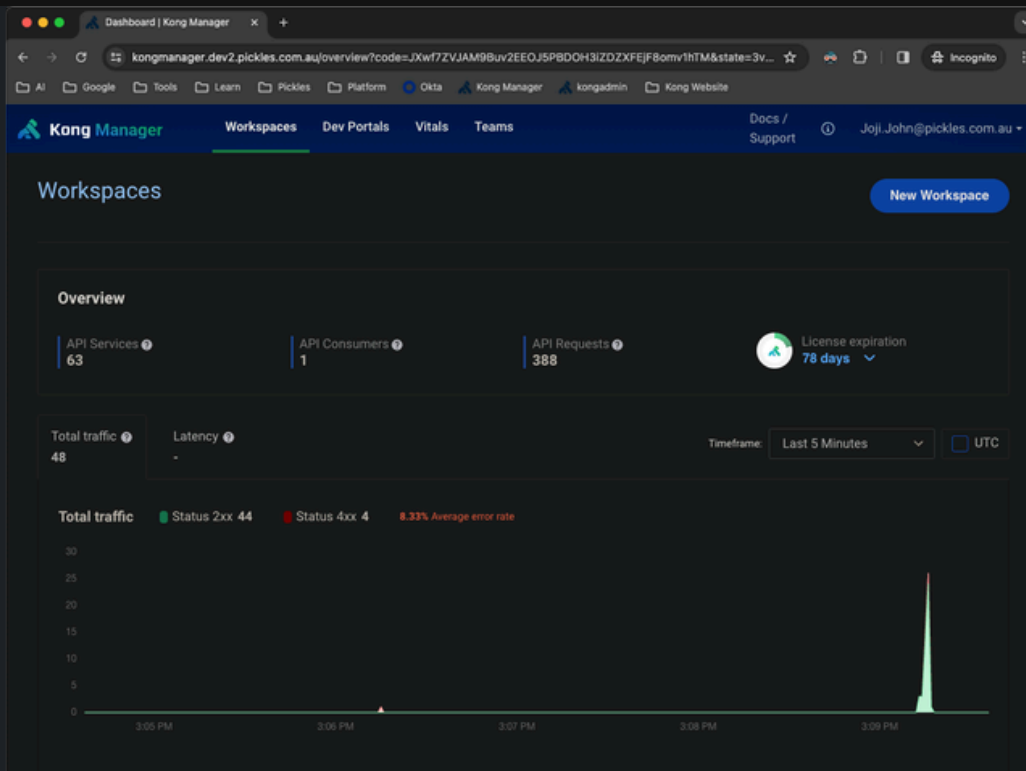 Dashboard | Kong Manager
kongmanager.dev2.pickles.com.au/overview?code=JXwf7ZVJAM9Buv2EEOJ5PBDOH3iZDZXFEjF8omv1hTM&state=3v...
Incognito
AI Google Tools Learn Pickles Platform Okta Kong Manager kongadmin Kong Website
Kong Manager Workspaces Dev Portals Vitals Teams Docs / Support Joji.John@pickles.com.au
Workspaces
New Workspace
Overview
API Services
63
API Consumers
1
API Requests
388
License expiration
78 days
Total traffic
48
Latency
-
Timeframe: Last 5 Minutes UTC
Total traffic Status 2xx 44 Status 4xx 4 8.33% Average error rate
30
25
20
15
10
5
0
3:05 PM 3:06 PM 3:07 PM 3:08 PM 3:09 PM